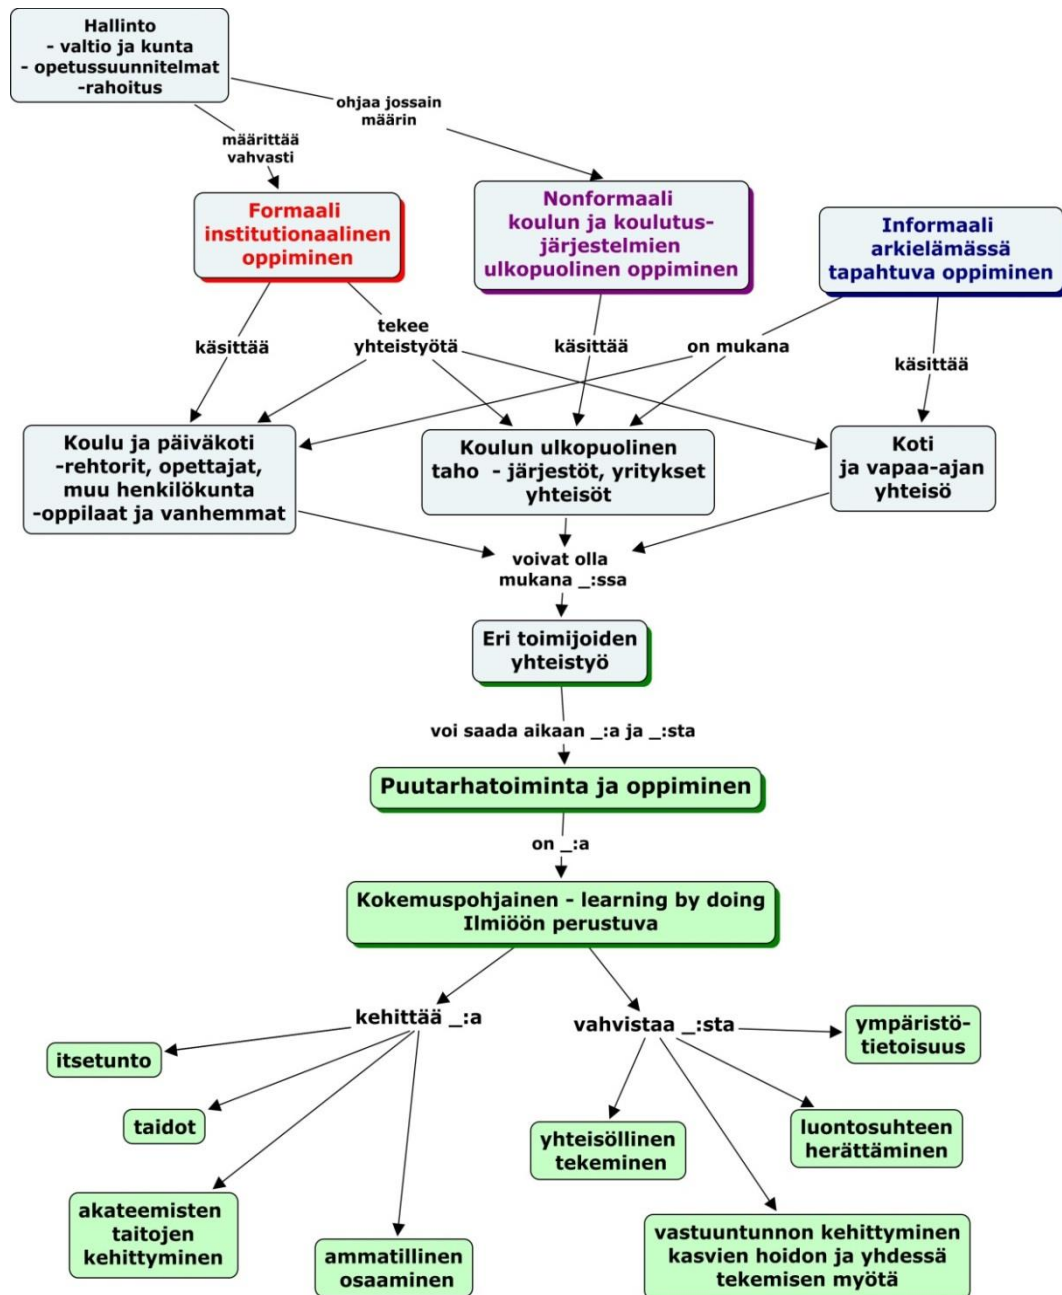 Hallinto
- valtio ja kunta
- opetussuunnitelmat
-rahoitus
ohjaa jossain
määrin
määrittää
vahvasti
Formaali
institutionaalinen
oppiminen
Nonformaali
koulun ja koulutus-
järjestelmien
ulkopuolinen oppiminen
Informaali
arkielämässä
tapahtuva oppiminen
käsittää
tekee
yhteistyötä
käsittää
on mukana
käsittää
Koulu ja päiväkoti
-rehtorit, opettajat,
muu henkilökunta
-oppilaat ja vanhemmat
Koulun ulkopuolinen
taho - järjestöt, yritykset
yhteisöt
Koti
ja vapaa-ajan
yhteisö
voivat olla
mukana _:ssa
Eri toimijoiden
yhteistyö
voi saada aikaan _:a ja _:sta
Puutarhatoiminta ja oppiminen
on _:a
Kokemuspohjainen - learning by doing
Ilmiöön perustuva
kehittää _:a
vahvistaa _:sta
itsetunto
taidot
akateemisten
taitojen
kehittyminen
ammatillinen
osaaminen
yhteisöllinen
tekeminen
vastuuntunnon kehittyminen
kasvien hoidon ja yhdessä
tekemisen myötä
luontosuhteen
herättäminen
ympäristö-
tietoisuus